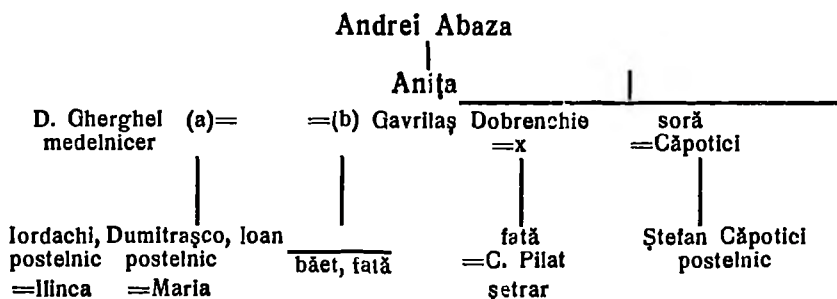 Andrei Abaza
Anița
D. Gherghel (a)= =(b) Gavrilaș Dobrenchie soră
medelnicer =x =Căpotici
Iordachi, Dumitrașco, Ioan fată Ștefan Căpotici
postelnic postelnic băet, fată =C. Pilat postelnic
=Ilinca =Maria șetrar